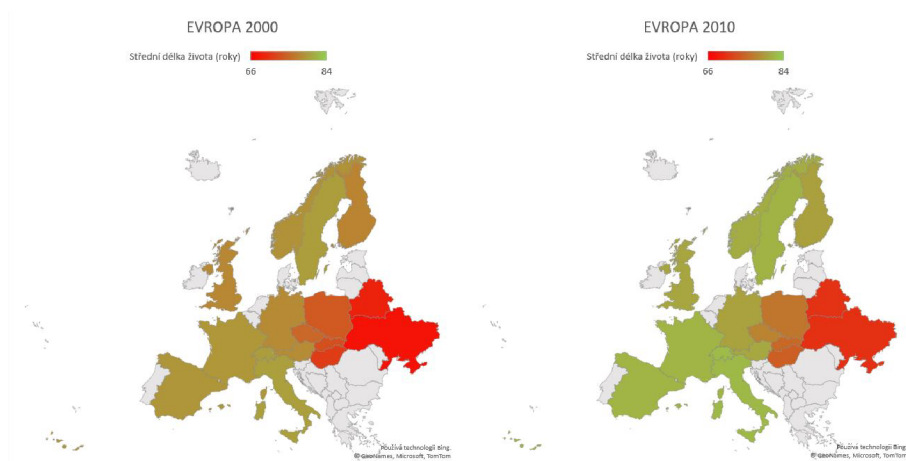 EVROPA 2000
Střední délka života (roky)
66 84
Používá technologii Bing.
© GeoNames, Microsoft, TomTom
EVROPA 2010
Střední délka života (roky)
66 84
Používá technologii Bing.
© GeoNames, Microsoft, TomTom